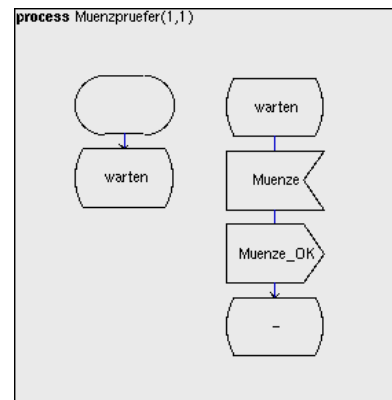 process Muenzpruefer(1,1)
warten
warten
Muenze
Muenze_OK
-